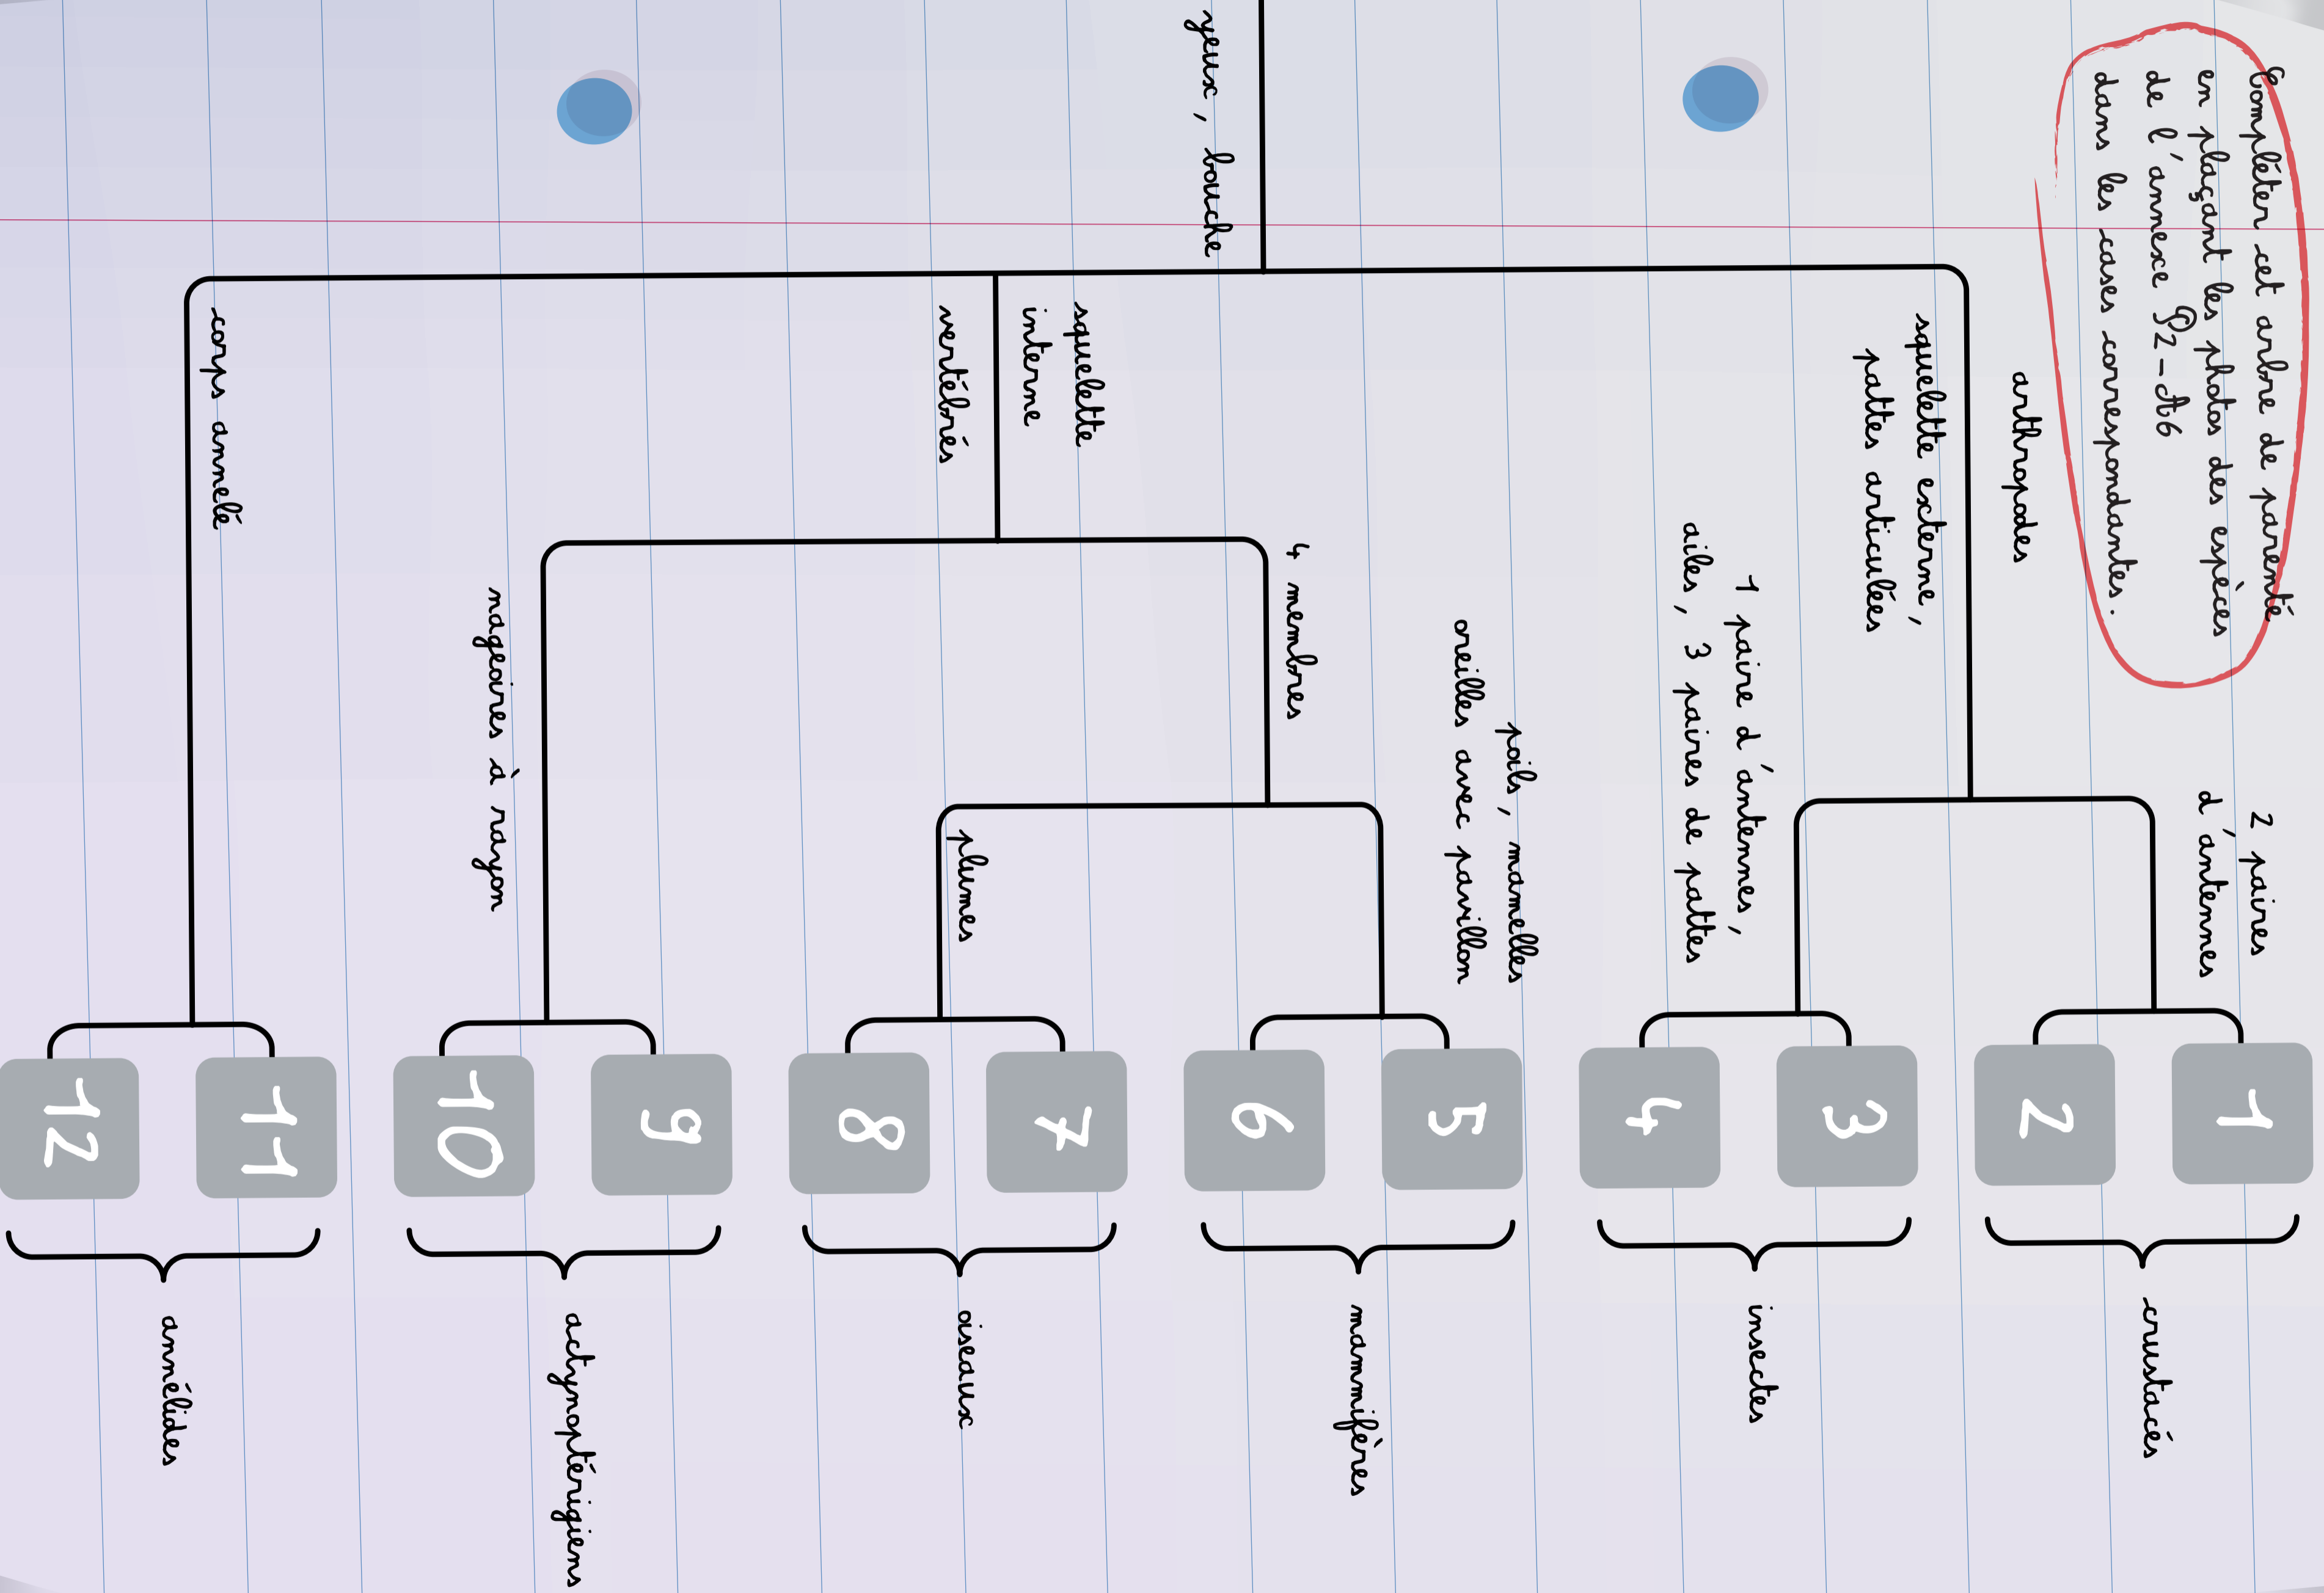 Compléter cet arbre de parenté
en plaçant les photos des espèces
de l'annexe P2-A6
dans les cases correspondantes.
2 paires
d'antennes
arthropodes
squelette externe,
pattes articulées
1 paire d'antennes,
ailes, 3 paires de pattes
poils, mamelles
oreilles avec pavillon
4 membres
yeux, bouche
squelette
interne
vertébrés
plumes
nageoires à rayon
corps annelé
1
2
3
4
5
6
7
8
9
10
11
12
crustacés
insectes
mammifères
oiseaux
actynoptérigiens
annélides